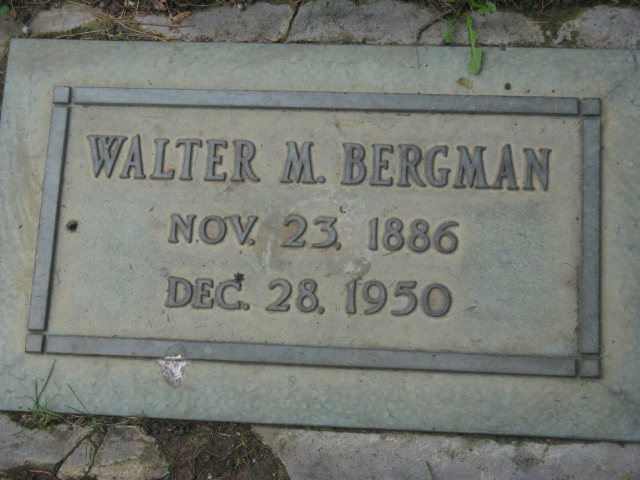 WALTER M. BERGMAN
NOV. 23, 1886
DEC. 28, 1950